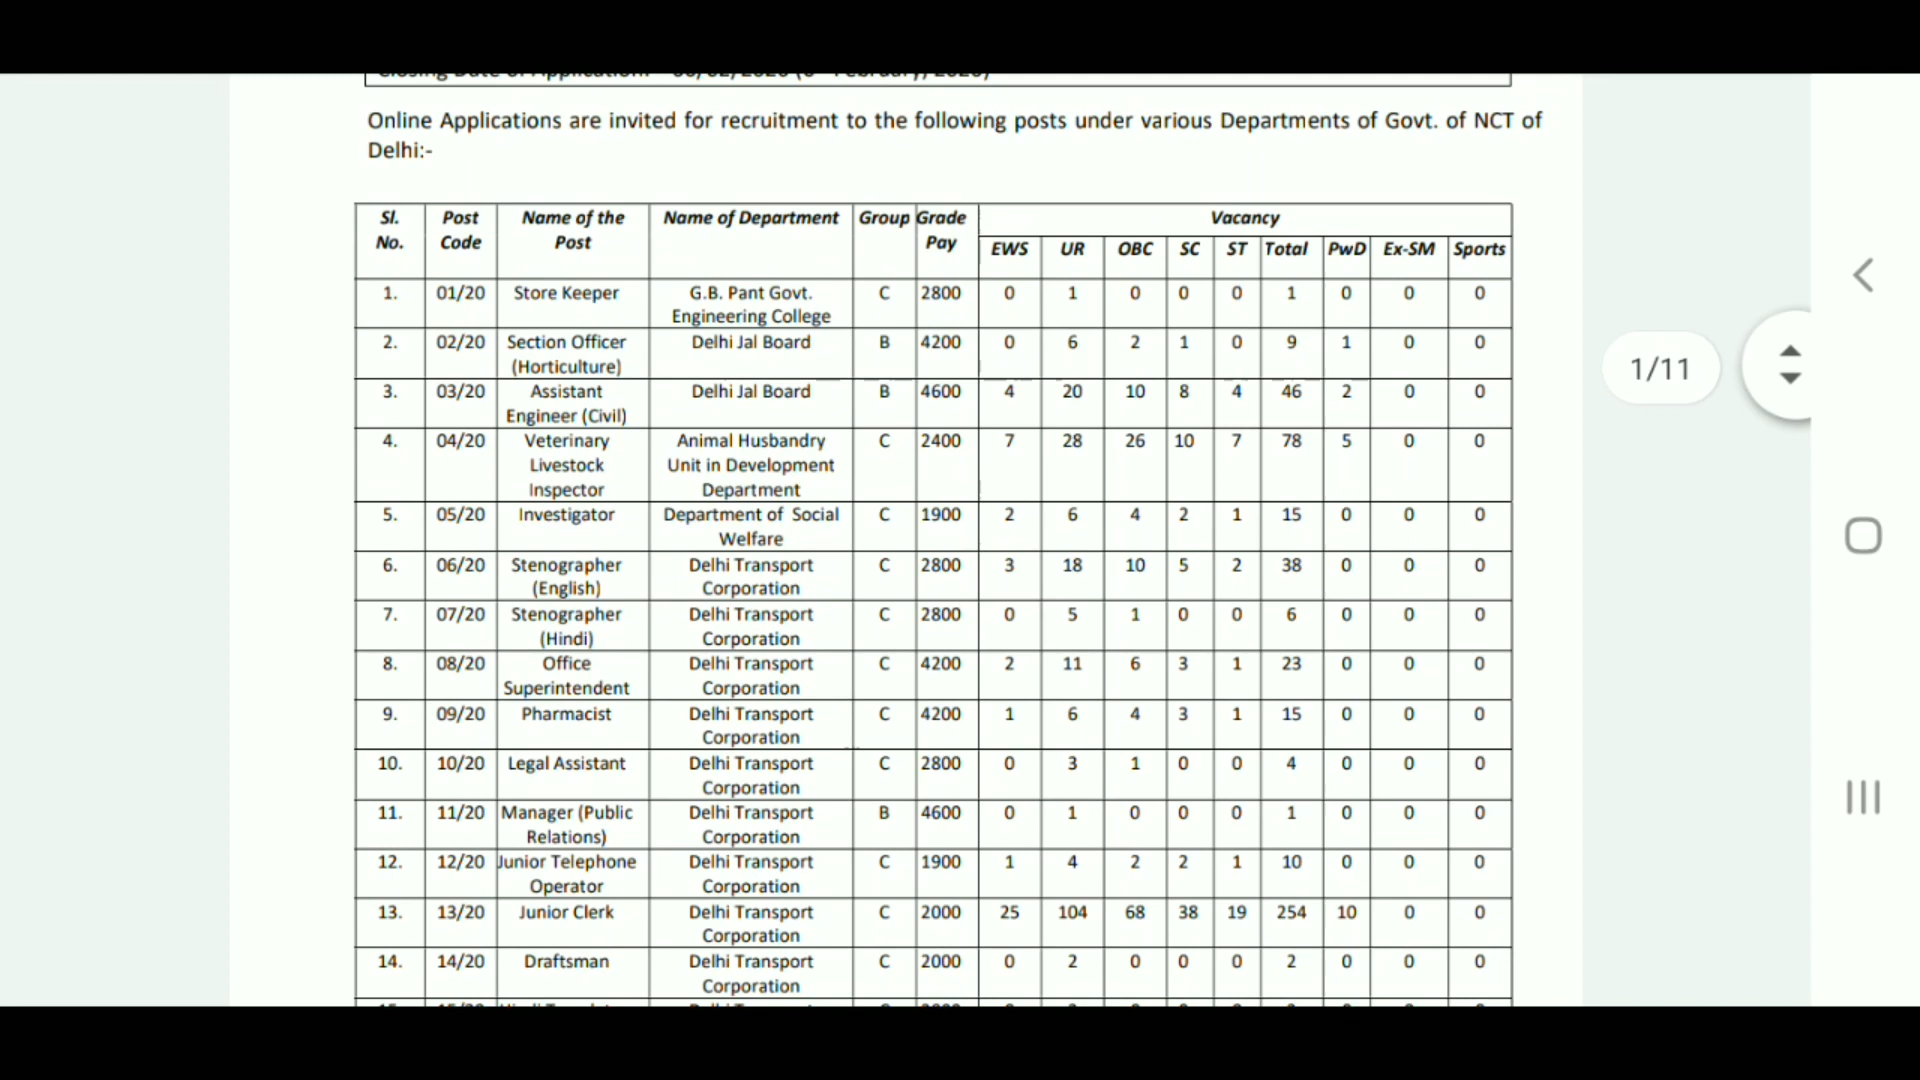 Online Applications are invited for recruitment to the following posts under various Departments of Govt. of NCT of
Delhi:-
Sl. No. Post Code Name of the Post Name of Department Group Grade Pay Vacancy
EWS UR OBC SC ST Total PwD Ex-SM Sports
1. 01/20 Store Keeper G.B. Pant Govt. Engineering College C 2800 0 1 0 0 0 1 0 0 0
2. 02/20 Section Officer (Horticulture) Delhi Jal Board B 4200 0 6 2 1 0 9 1 0 0
3. 03/20 Assistant Engineer (Civil) Delhi Jal Board B 4600 4 20 10 8 4 46 2 0 0
4. 04/20 Veterinary Livestock Inspector Animal Husbandry Unit in Development Department C 2400 7 28 26 10 7 78 5 0 0
5. 05/20 Investigator Department of Social Welfare C 1900 2 6 4 2 1 15 0 0 0
6. 06/20 Stenographer (English) Delhi Transport Corporation C 2800 3 18 10 5 2 38 0 0 0
7. 07/20 Stenographer (Hindi) Delhi Transport Corporation C 2800 0 5 1 0 0 6 0 0 0
8. 08/20 Office Superintendent Delhi Transport Corporation C 4200 2 11 6 3 1 23 0 0 0
9. 09/20 Pharmacist Delhi Transport Corporation C 4200 1 6 4 3 1 15 0 0 0
10. 10/20 Legal Assistant Delhi Transport Corporation C 2800 0 3 1 0 0 4 0 0 0
11. 11/20 Manager (Public Relations) Delhi Transport Corporation B 4600 0 1 0 0 0 1 0 0 0
12. 12/20 Junior Telephone Operator Delhi Transport Corporation C 1900 1 4 2 2 1 10 0 0 0
13. 13/20 Junior Clerk Delhi Transport Corporation C 2000 25 104 68 38 19 254 10 0 0
14. 14/20 Draftsman Delhi Transport Corporation C 2000 0 2 0 0 0 2 0 0 0
1/11